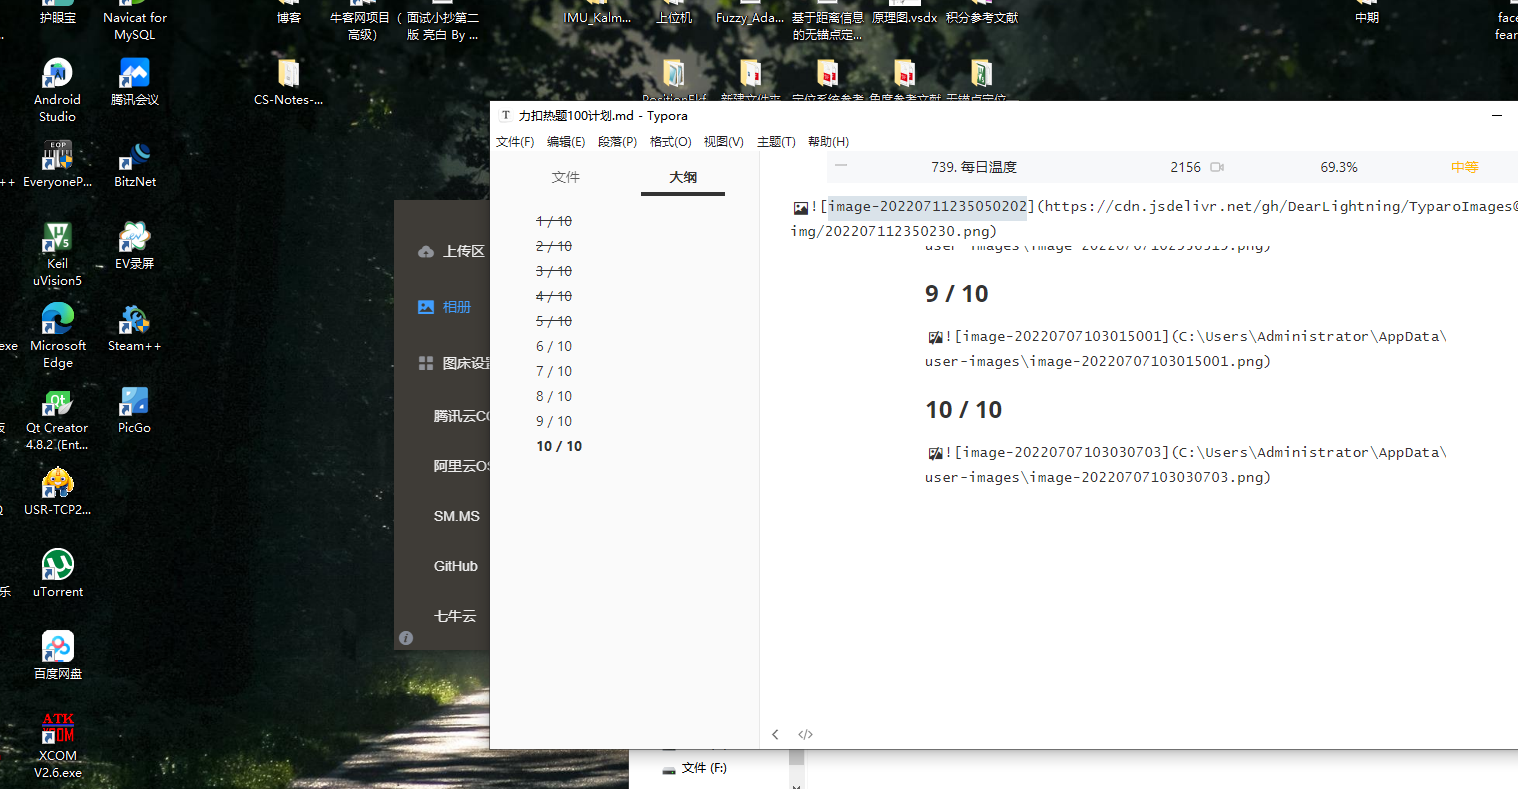 护眼宝
Navicat for
MySQL
博客
牛客网项目（
高级）
面试小抄第二
版 亮白 By ...
IMU_Kalm...
上位机
Fuzzy_Ada...
基于距离信息
的无锚点定...
原理图.vsdx
积分参考文献
中期
Android
Studio
腾讯会议
CS-Notes-...
EveryoneP...
BitzNet
Keil
uVision5
EV录屏
Microsoft
Edge
Steam++
Qt Creator
4.8.2 (Ent...
PicGo
USR-TCP2...
uTorrent
百度网盘
ATK
XCOM
XCOM
V2.6.exe
上传区
相册
图床设置
腾讯云CO
阿里云OS
SM.MS
GitHub
七牛云
力扣热题100计划.md - Typora
文件(F) 编辑(E) 段落(P) 格式(O) 视图(V) 主题(T) 帮助(H)
文件 大纲
1 / 10
2 / 10
3 / 10
4 / 10
5 / 10
6 / 10
7 / 10
8 / 10
9 / 10
10 / 10
739. 每日温度 2156 69.3% 中等
![image-20220711235050202](https://cdn.jsdelivr.net/gh/DearLightning/TyparoImages@
img/202207112350230.png)
9 / 10
![image-20220707103015001](C:\Users\Administrator\AppData\
user-images\image-20220707103015001.png)
10 / 10
![image-20220707103030703](C:\Users\Administrator\AppData\
user-images\image-20220707103030703.png)
文件 (F:)